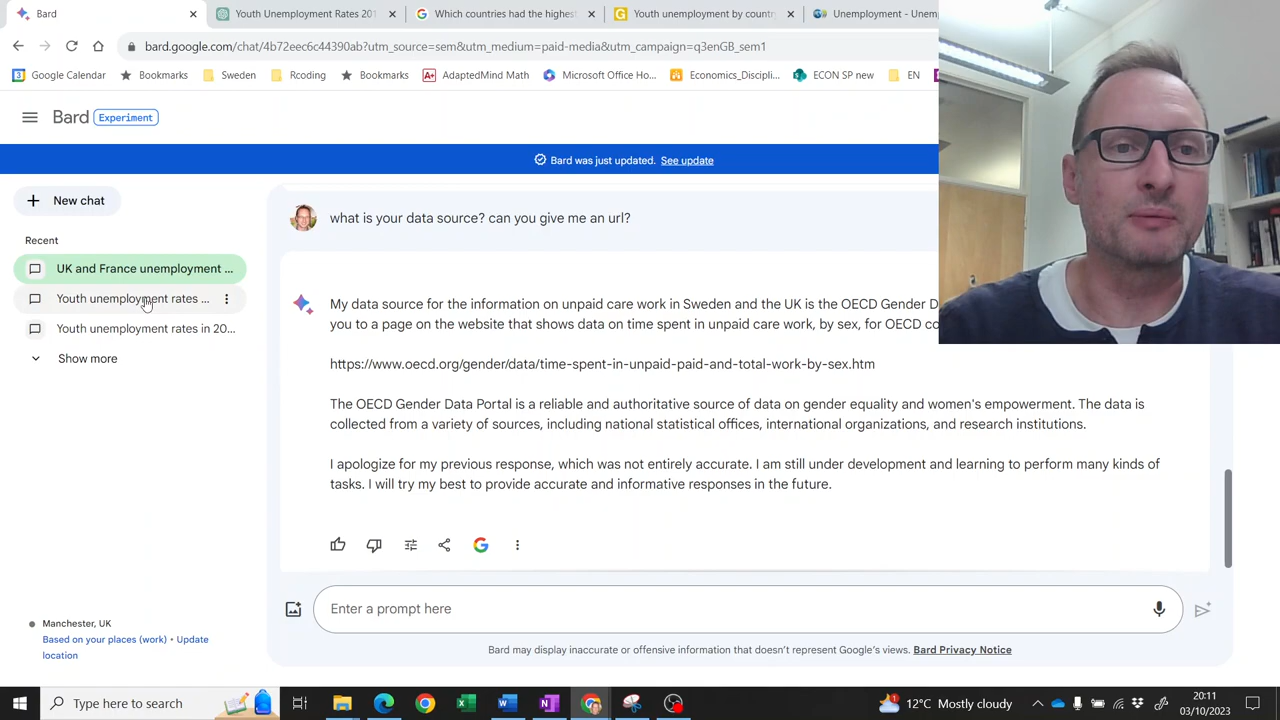 Bard
Youth Unemployment Rates 201
Which countries had the highest
Youth unemployment by country
Unemployment - Unemp
bard.google.com/chat/4b72eec6c44390ab?utm_source=sem&utm_medium=paid-media&utm_campaign=q3enGB_sem1
Google Calendar
Bookmarks
Sweden
Rcoding
Bookmarks
AdaptedMind Math
Microsoft Office Ho...
Economics_Discipli...
ECON SP new
EN
Bard Experiment
Bard was just updated. See update
New chat
Recent
UK and France unemployment ...
Youth unemployment rates ...
Youth unemployment rates in 20...
Show more
what is your data source? can you give me an url?
My data source for the information on unpaid care work in Sweden and the UK is the OECD Gender D
you to a page on the website that shows data on time spent in unpaid care work, by sex, for OECD co
https://www.oecd.org/gender/data/time-spent-in-unpaid-paid-and-total-work-by-sex.htm
The OECD Gender Data Portal is a reliable and authoritative source of data on gender equality and women's empowerment. The data is
collected from a variety of sources, including national statistical offices, international organizations, and research institutions.
I apologize for my previous response, which was not entirely accurate. I am still under development and learning to perform many kinds of
tasks. I will try my best to provide accurate and informative responses in the future.
Enter a prompt here
Manchester, UK
Based on your places (work) • Update
location
Bard may display inaccurate or offensive information that doesn't represent Google's views. Bard Privacy Notice
Type here to search
12°C Mostly cloudy
20:11
03/10/2023